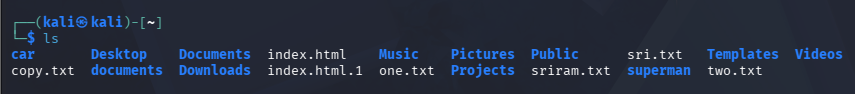 ┌──(kali㉿kali)-[~]
└─$ ls
car Desktop Documents index.html Music Pictures Public sri.txt Templates Videos
copy.txt documents Downloads index.html.1 one.txt Projects sriram.txt superman two.txt